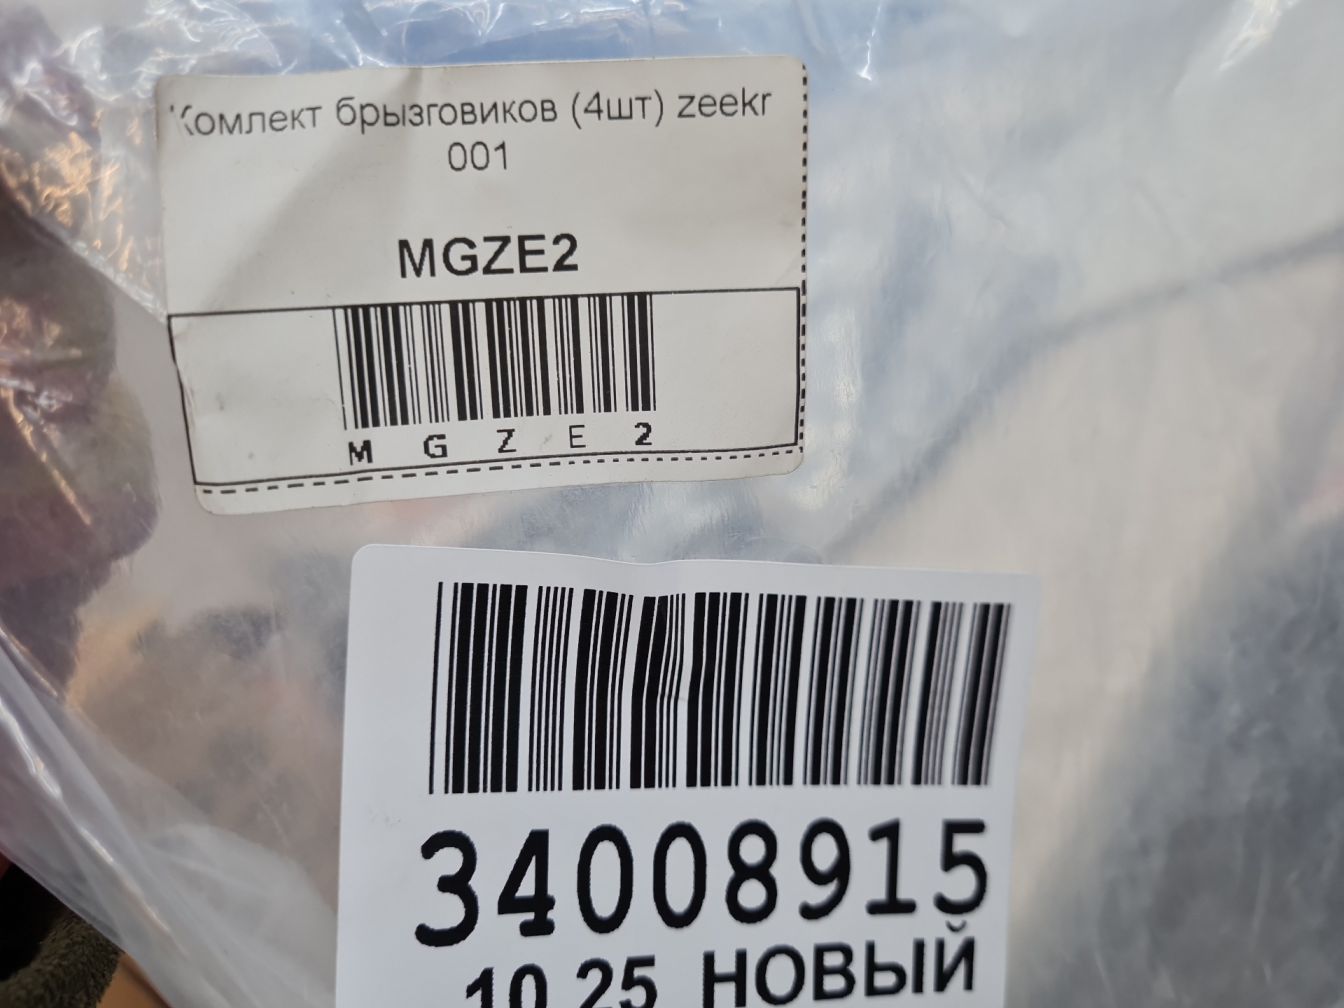 Комлект брызговиков (4шт) zeekr
001
MGZE2
M G Z E 2
34008915
10.25 НОВЫЙ